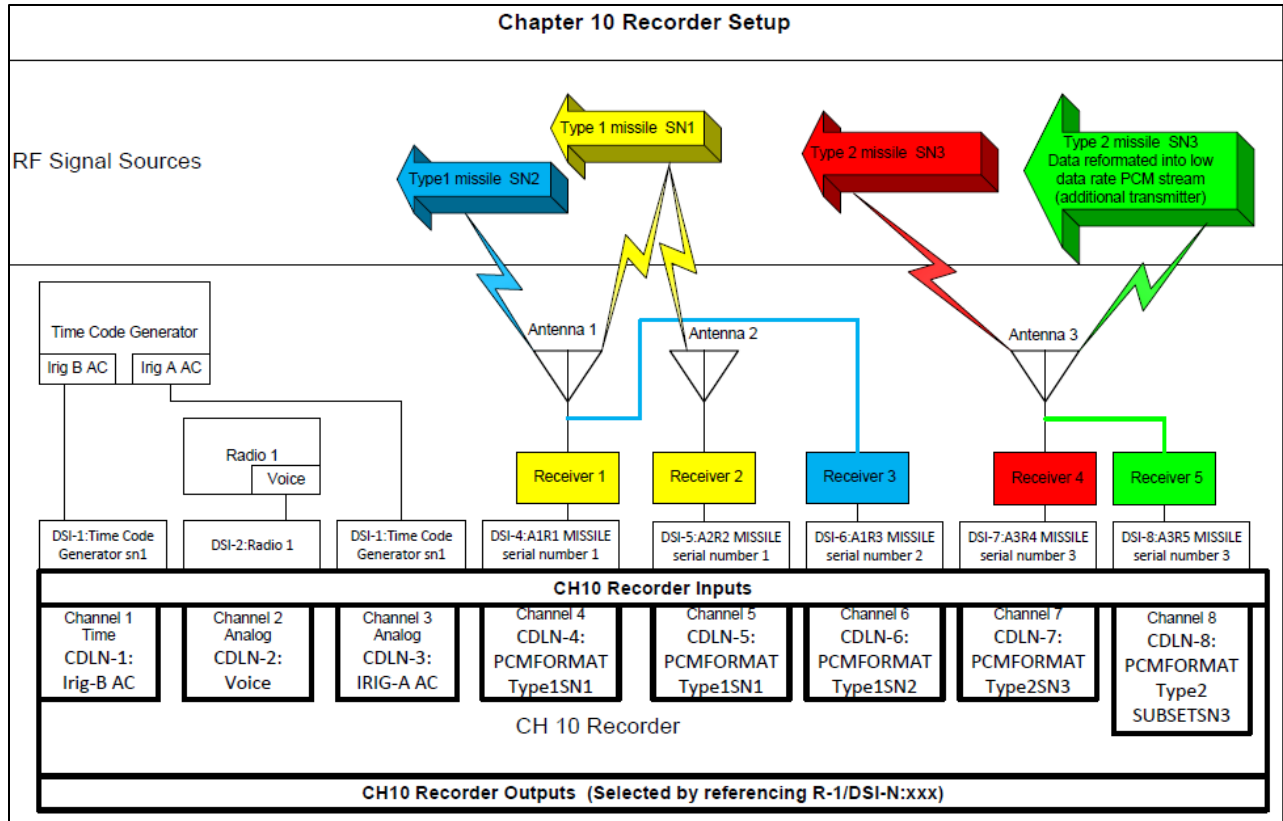 Chapter 10 Recorder Setup
RF Signal Sources
Type 1 missile SN1
Type1 missile SN2
Type 2 missile SN3
Type 2 missile SN3
Data reformated into low
data rate PCM stream
(additional transmitter)
Time Code Generator
Irig B AC
Irig A AC
Radio 1
Voice
Antenna 1
Antenna 2
Antenna 3
Receiver 1
Receiver 2
Receiver 3
Receiver 4
Receiver 5
DSI-1:Time Code
Generator sn1
DSI-2:Radio 1
DSI-1:Time Code
Generator sn1
DSI-4:A1R1 MISSILE
serial number 1
DSI-5:A2R2 MISSILE
serial number 1
DSI-6:A1R3 MISSILE
serial number 2
DSI-7:A3R4 MISSILE
serial number 3
DSI-8:A3R5 MISSILE
serial number 3
CH10 Recorder Inputs
Channel 1
Time
CDLN-1:
Irig-B AC
Channel 2
Analog
CDLN-2:
Voice
Channel 3
Analog
CDLN-3:
IRIG-A AC
Channel 4
CDLN-4:
PCMFORMAT
Type1SN1
Channel 5
CDLN-5:
PCMFORMAT
Type1SN1
Channel 6
CDLN-6:
PCMFORMAT
Type1SN2
Channel 7
CDLN-7:
PCMFORMAT
Type2SN3
Channel 8
CDLN-8:
PCMFORMAT
Type2
SUBSETSN3
CH 10 Recorder
CH10 Recorder Outputs (Selected by referencing R-1/DSI-N:xxx)